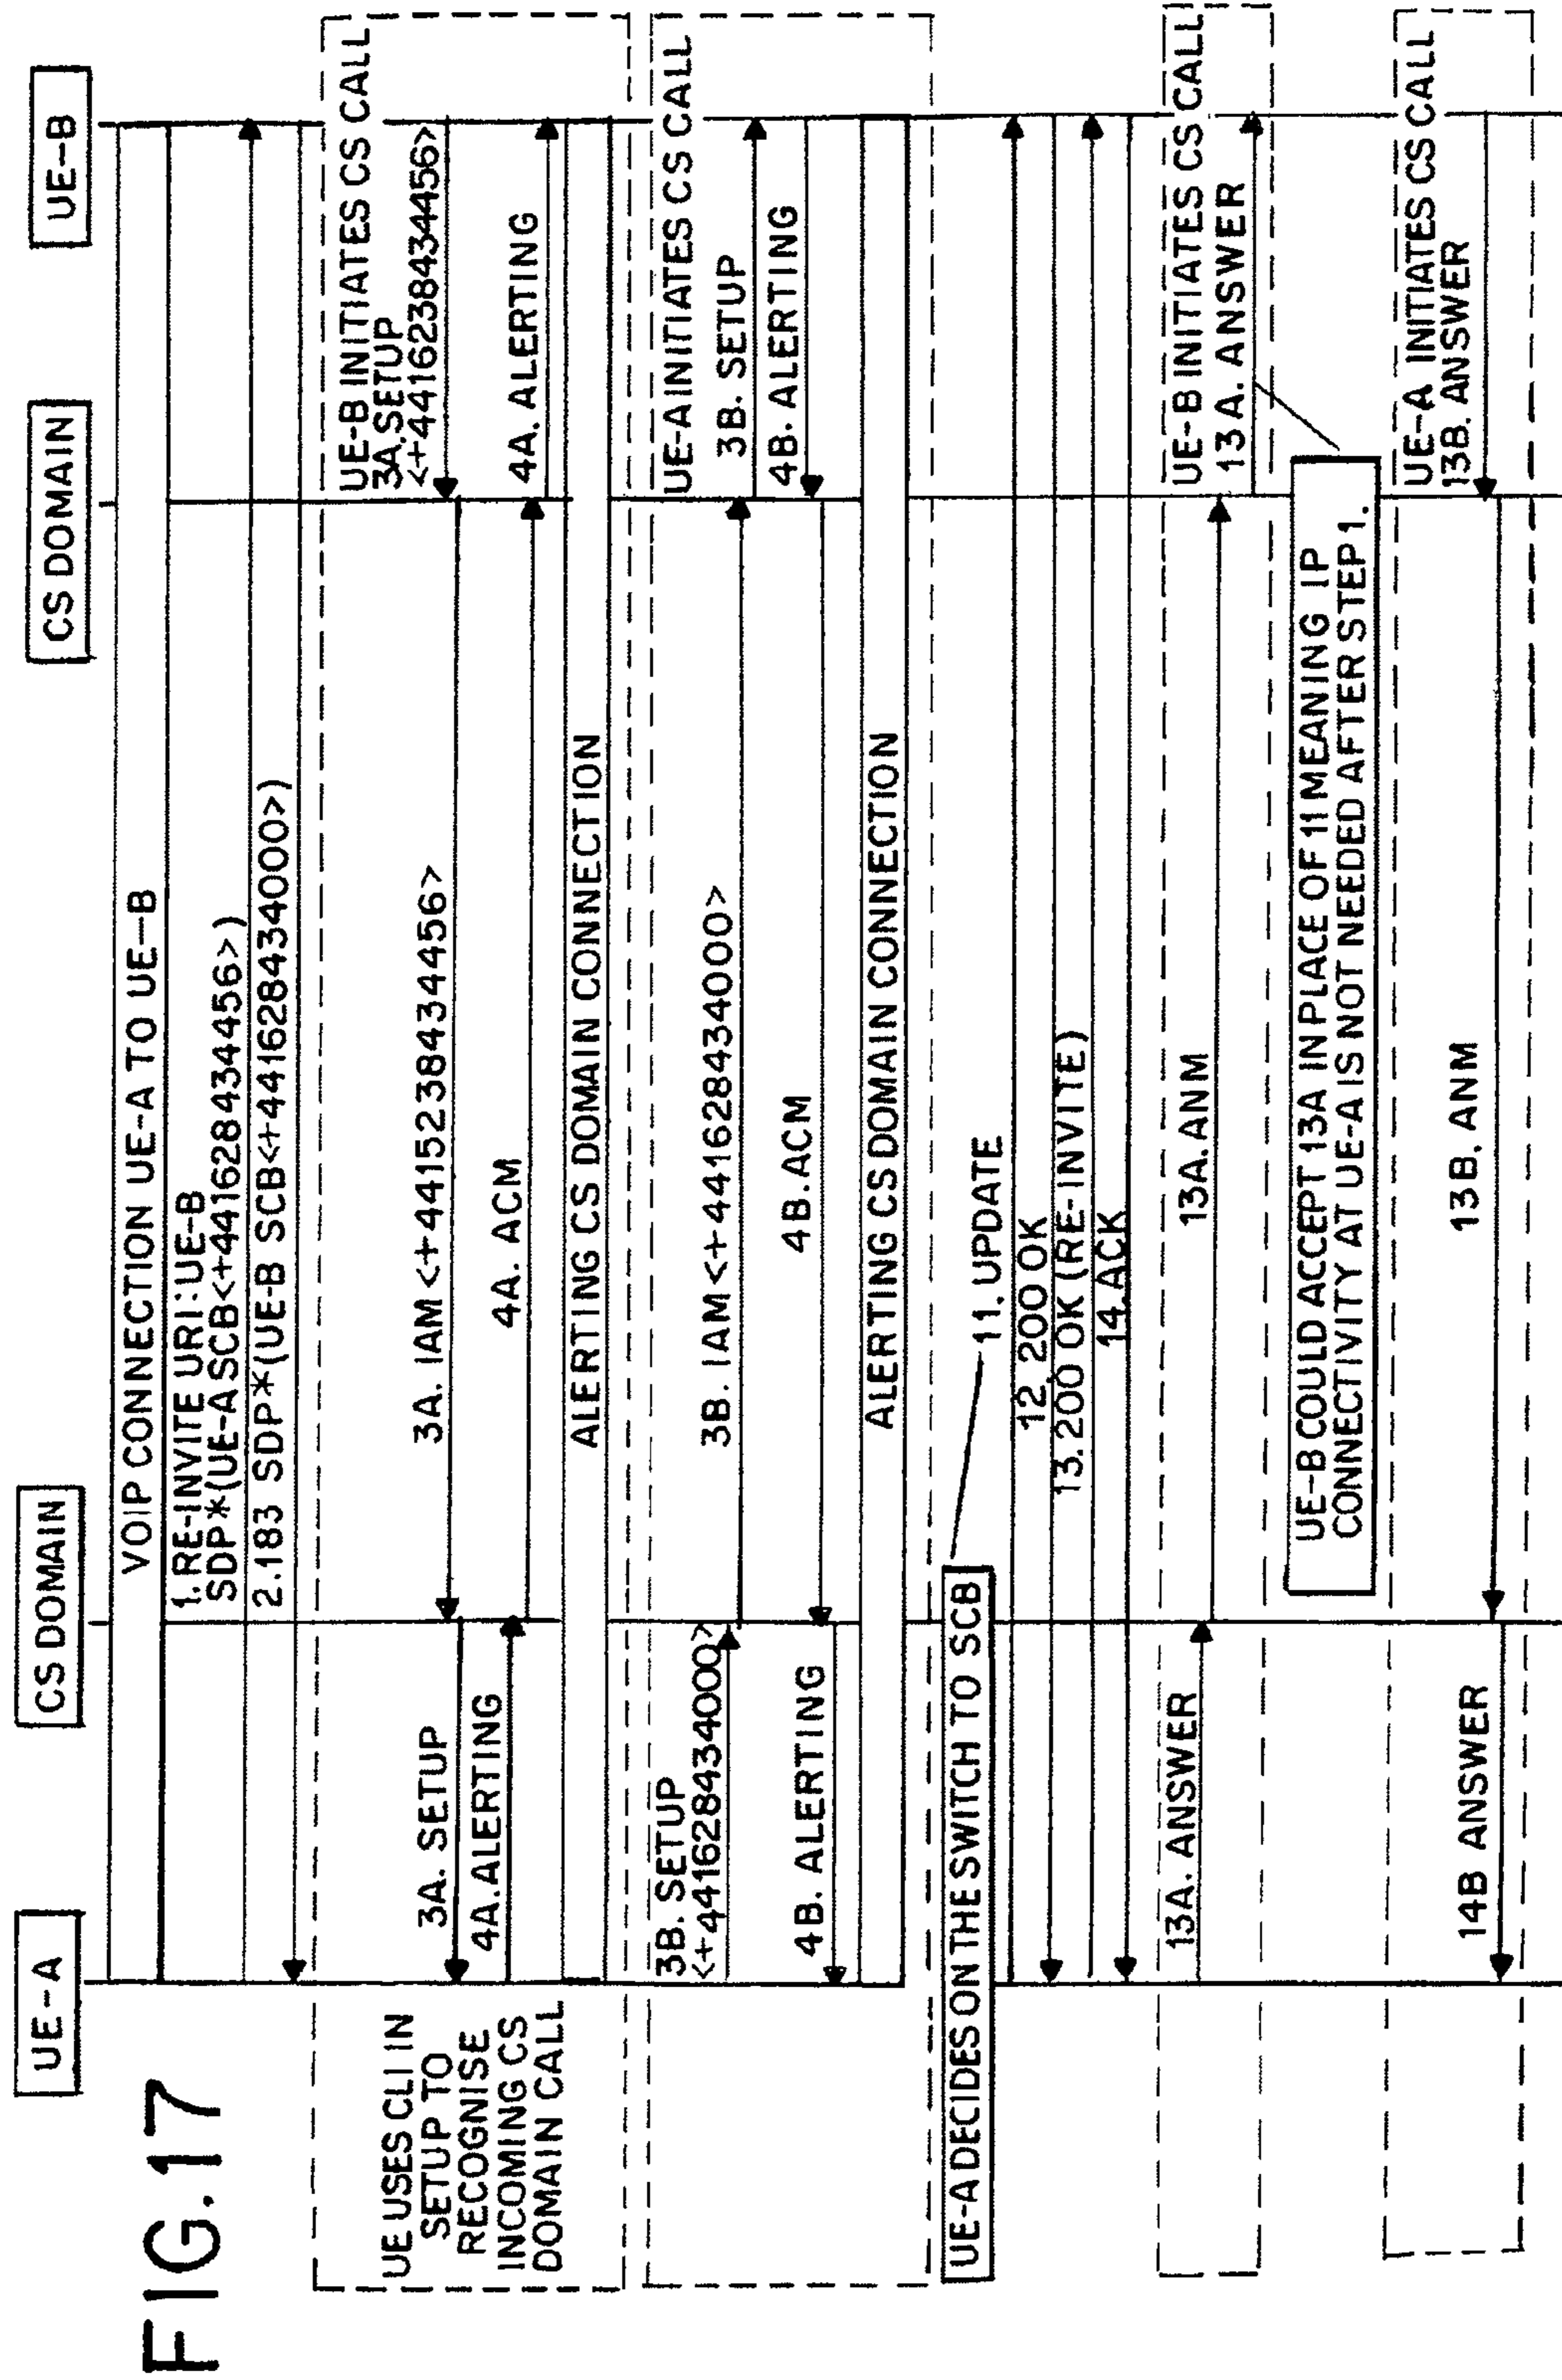 FIG.17
UE-A
CS DOMAIN
CS DOMAIN
UE-B
VOIP CONNECTION UE-A TO UE-B
1. RE-INVITE URI:UE-B
SDP*(UE-A SCB<+441628434456>)
2.183 SDP*(UE-B SCB<+441628434000>)
UE USES CLI IN
SETUP TO
RECOGNISE
INCOMING CS
DOMAIN CALL
UE-B INITIATES CS CALL
3A.SETUP
<+4416238434456>
3A. IAM <+4415238434456>
3A. SETUP
4A.ALERTING
4A. ACM
4A. ALERTING
ALERTING CS DOMAIN CONNECTION
UE-A INITIATES CS CALL
3B. SETUP
<+441628434000>
3B. IAM <+441628434000>
3B. SETUP
4B. ALERTING
4B.ACM
4B. ALERTING
ALERTING CS DOMAIN CONNECTION
UE-A DECIDES ON THE SWITCH TO SCB
11. UPDATE
12. 200 OK
13. 200 OK (RE-INVITE)
14. ACK
UE-B INITIATES CS CALL
13A. ANSWER
13A. ANM
13 A. ANSWER
UE-B COULD ACCEPT 13A IN PLACE OF 11 MEANING IP
CONNECTIVITY AT UE-A IS NOT NEEDED AFTER STEP 1.
UE-A INITIATES CS CALL
13B. ANSWER
13B. ANM
14B ANSWER